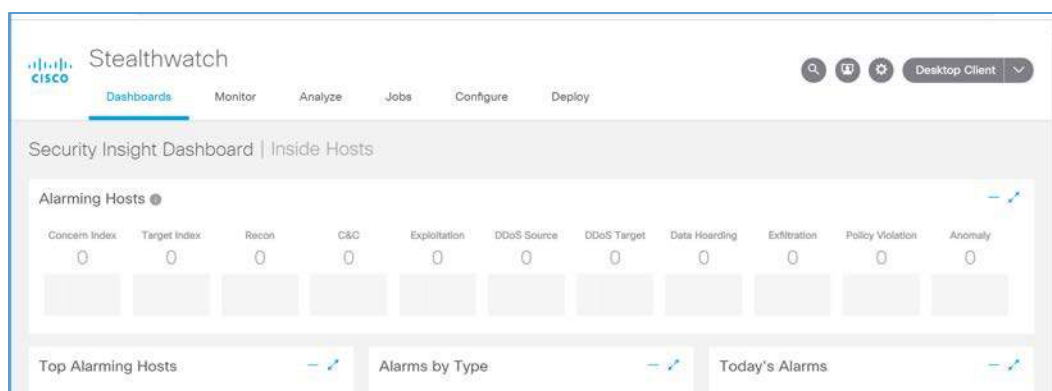 Stealthwatch
CISCO
Desktop Client
Dashboards Monitor Analyze Jobs Configure Deploy
Security Insight Dashboard | Inside Hosts
Alarming Hosts
Concern Index Target Index Recon C&C Exploitation DDoS Source DDoS Target Data Hoarding Exfiltration Policy Violation Anomaly
0 0 0 0 0 0 0 0 0 0 0
Top Alarming Hosts Alarms by Type Today's Alarms